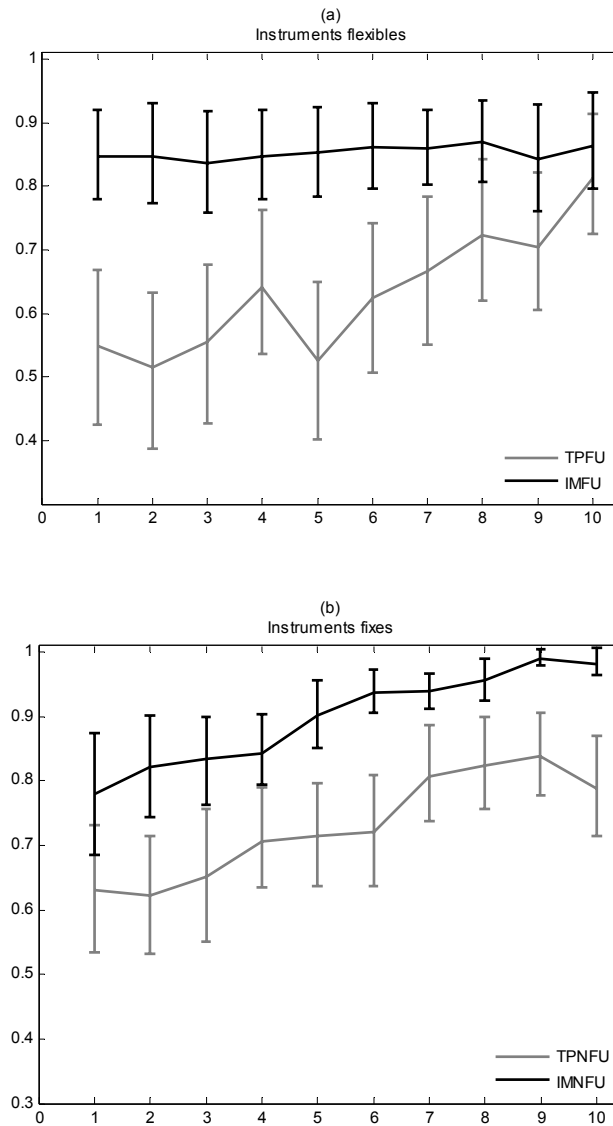 (a)
Instruments flexibles
1
0.9
0.8
0.7
0.6
0.5
0.4
TPFU
IMFU
0 1 2 3 4 5 6 7 8 9 10
(b)
Instruments fixes
1
0.9
0.8
0.7
0.6
0.5
0.4
0.3
TPNFU
IMNFU
0 1 2 3 4 5 6 7 8 9 10